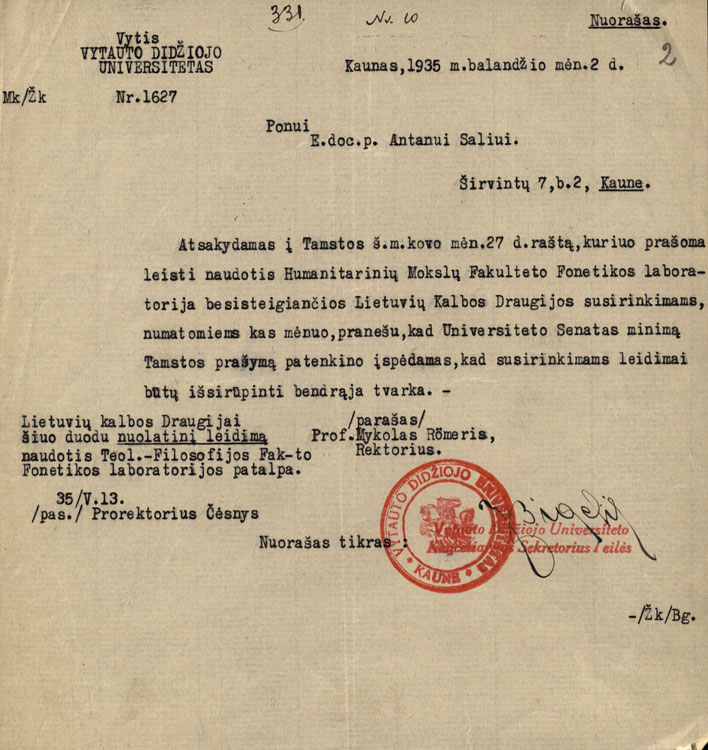 331.
No 10
Nuorašas.
2
Vytis
VYTAUTO DIDŽIOJO
UNIVERSITETAS
Kaunas,1935 m.balandžio mėn.2 d.
Mk/Žk Nr.1627
Ponui
E.doc.p. Antanui Saliui.
Širvintų 7,b.2, Kaune.
Atsakydamas į Tamstos š.m.kovo mėn.27 d.raštą,kuriuo prašoma
leisti naudotis Humanitarinių Mokslų Fakulteto Fonetikos labora-
torija besisteigiančios Lietuvių Kalbos Draugijos susirinkimams,
numatomiems kas mėnuo,pranešu,kad Universiteto Senatas minimą
Tamstos prašymą patenkino įspėdamas,kad susirinkimams leidimai
būtų išsirūpinti bendrąja tvarka. -
/parašas/
Prof.Mykolas Römeris,
Rektorius.
Lietuvių kalbos Draugijai
šiuo duodu nuolatinį leidimą
naudotis Teol.-Filosofijos Fak-to
Fonetikos laboratorijos patalpa.
35/V.13.
/pas./ Prorektorius Čėsnys
Nuorašas tikras :
VYTAUTO DIDŽIOJO UNIVERSITETAS
KAUNE
Vytauto Didžiojo Universiteto
Sekretorius
-/Žk/Bg.